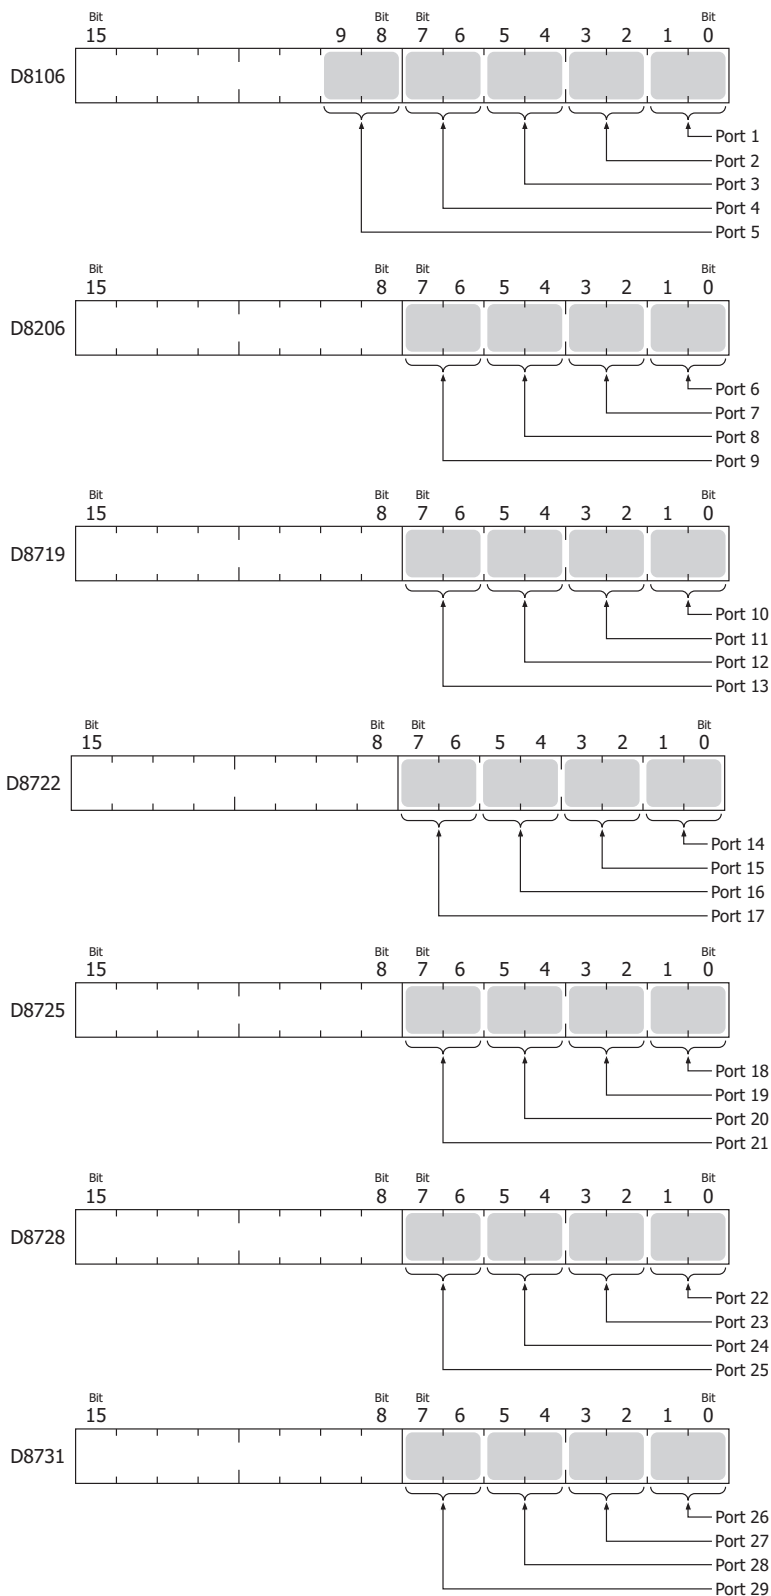 Bit Bit Bit Bit
15 9 8 7 6 5 4 3 2 1 0
D8106
Port 1
Port 2
Port 3
Port 4
Port 5
Bit Bit Bit Bit
15 8 7 6 5 4 3 2 1 0
D8206
Port 6
Port 7
Port 8
Port 9
Bit Bit Bit Bit
15 8 7 6 5 4 3 2 1 0
D8719
Port 10
Port 11
Port 12
Port 13
Bit Bit Bit Bit
15 8 7 6 5 4 3 2 1 0
D8722
Port 14
Port 15
Port 16
Port 17
Bit Bit Bit Bit
15 8 7 6 5 4 3 2 1 0
D8725
Port 18
Port 19
Port 20
Port 21
Bit Bit Bit Bit
15 8 7 6 5 4 3 2 1 0
D8728
Port 22
Port 23
Port 24
Port 25
Bit Bit Bit Bit
15 8 7 6 5 4 3 2 1 0
D8731
Port 26
Port 27
Port 28
Port 29